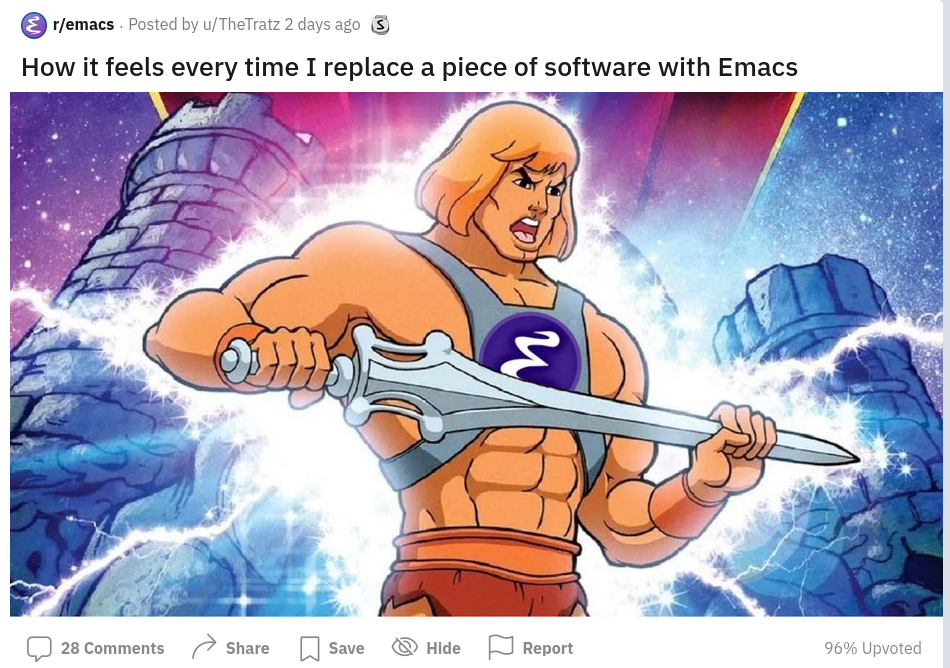 r/emacs · Posted by u/TheTratz 2 days ago
How it feels every time I replace a piece of software with Emacs
28 Comments Share Save Hide Report 96% Upvoted